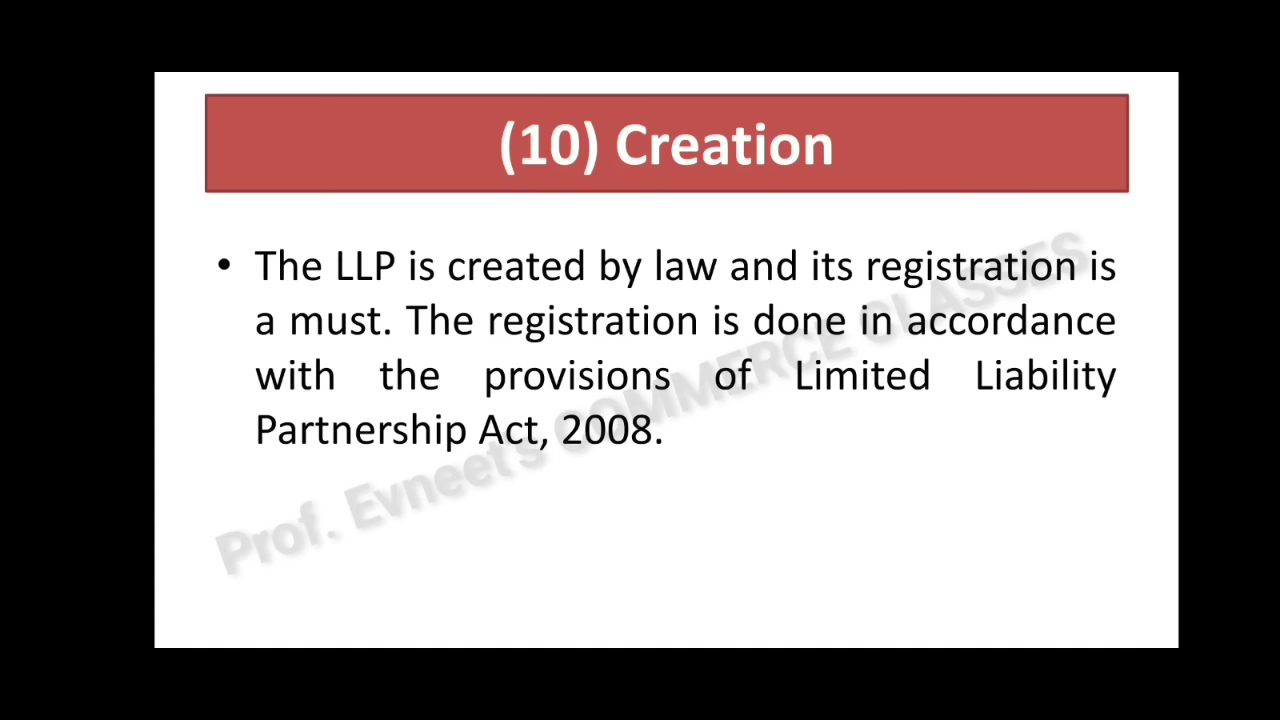 (10) Creation
• The LLP is created by law and its registration is
a must. The registration is done in accordance
with the provisions of Limited Liability
Partnership Act, 2008.
Prof. Evneet's COMMERCE CLASSES